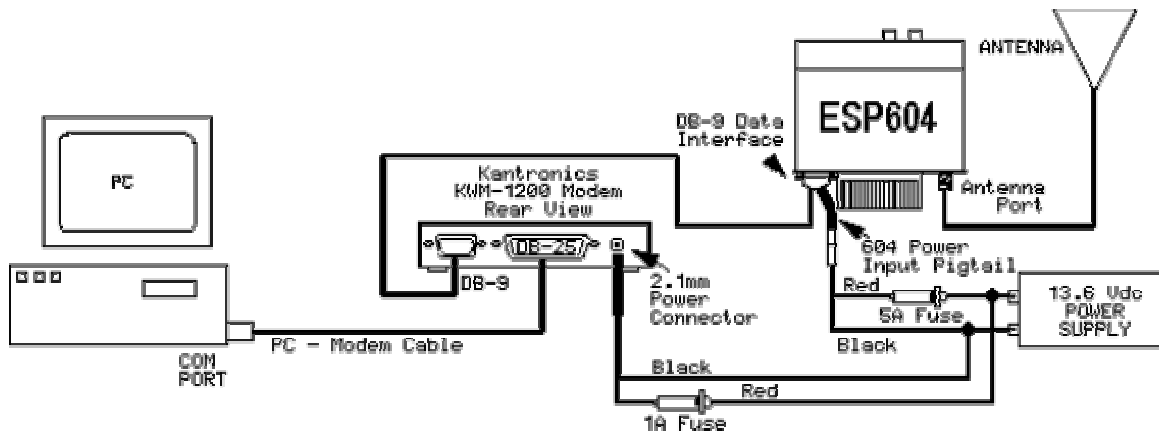 PC
COM
PORT
PC - Modem Cable
Kantronics
KWM-1200 Modem
Rear View
DB-25
DB-9
2.1mm
Power
Connector
DB-9 Data
Interface
ESP604
ANTENNA
Antenna
Port
604 Power
Input Pigtail
Red
5A Fuse
Black
13.6 Vdc
POWER
SUPPLY
Black
Red
1A Fuse